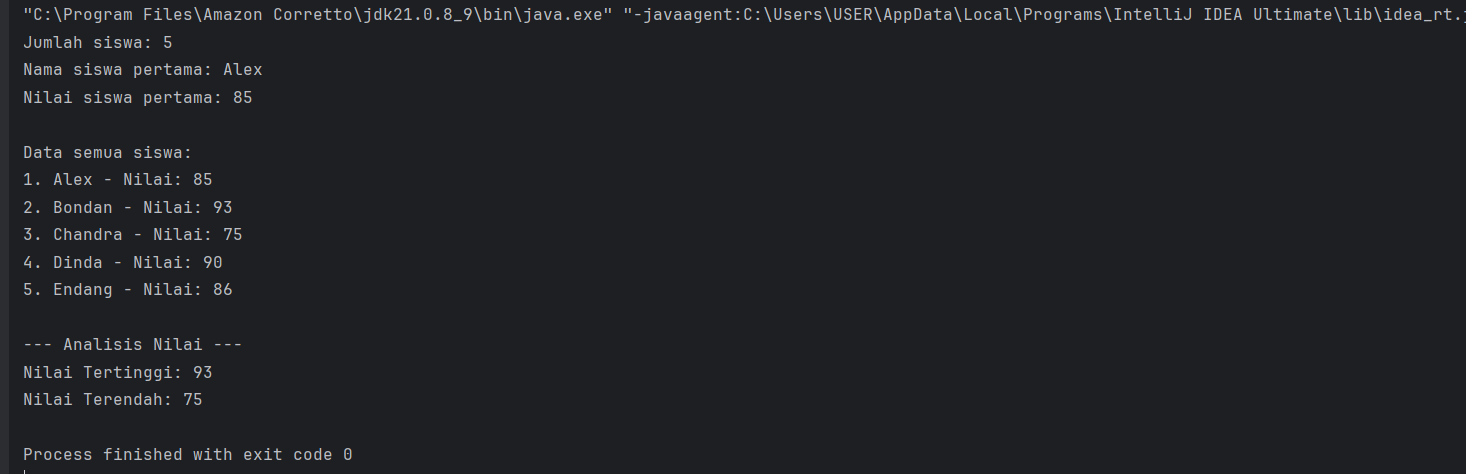 "C:\Program Files\Amazon Corretto\jdk21.0.8_9\bin\java.exe" "-javaagent:C:\Users\USER\AppData\Local\Programs\IntelliJ IDEA Ultimate\lib\idea_rt.
Jumlah siswa: 5
Nama siswa pertama: Alex
Nilai siswa pertama: 85
Data semua siswa:
1. Alex - Nilai: 85
2. Bondan - Nilai: 93
3. Chandra - Nilai: 75
4. Dinda - Nilai: 90
5. Endang - Nilai: 86
--- Analisis Nilai ---
Nilai Tertinggi: 93
Nilai Terendah: 75
Process finished with exit code 0